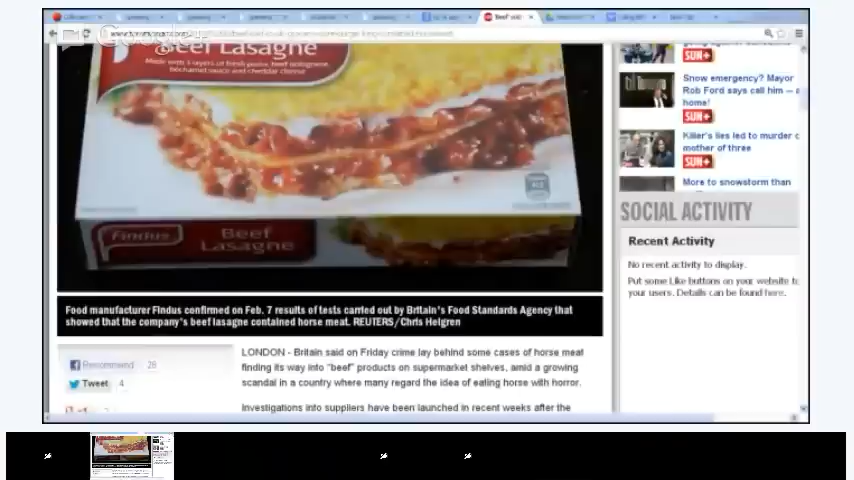 Beef Lasagne
Made with 3 layers of fresh pasta, beef bolognese,
bechamel sauce and cheddar cheese
Findus
Beef
Lasagne
Food manufacturer Findus confirmed on Feb. 7 results of tests carried out by Britain's Food Standards Agency that
showed that the company's beef lasagne contained horse meat. REUTERS/Chris Helgren
Recommend 28
Tweet 4
LONDON - Britain said on Friday crime lay behind some cases of horse meat
finding its way into "beef" products on supermarket shelves, amid a growing
scandal in a country where many regard the idea of eating horse with horror.
Investigations into suppliers have been launched in recent weeks after the
SUN+
Snow emergency? Mayor
Rob Ford says call him — a
home!
SUN+
Killer's lies led to murder c
mother of three
SUN+
More to snowstorm than
SOCIAL ACTIVITY
Recent Activity
No recent activity to display.
Put some Like buttons on your website t
your users. Details can be found here.